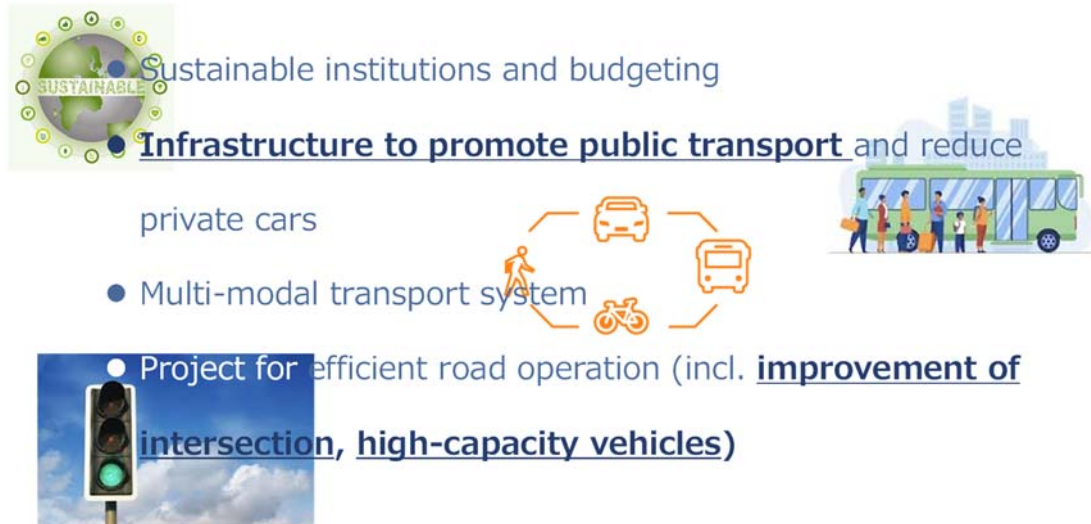 SUSTAINABLE
● Sustainable institutions and budgeting
● Infrastructure to promote public transport and reduce
private cars
● Multi-modal transport system
● Project for efficient road operation (incl. improvement of
intersection, high-capacity vehicles)